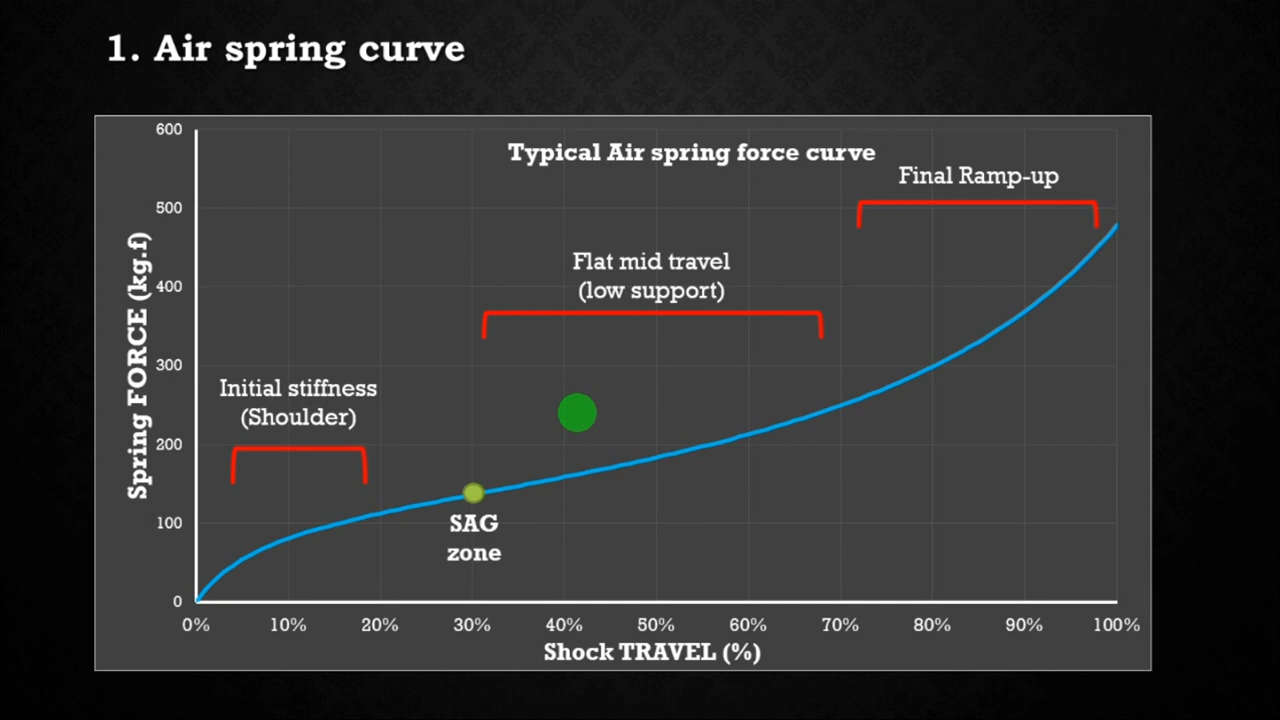 1. Air spring curve
Typical Air spring force curve
Final Ramp-up
Flat mid travel
(low support)
Initial stiffness
(Shoulder)
SAG
zone
Spring FORCE (kg.f)
600
500
400
300
200
100
0
0% 10% 20% 30% 40% 50% 60% 70% 80% 90% 100%
Shock TRAVEL (%)